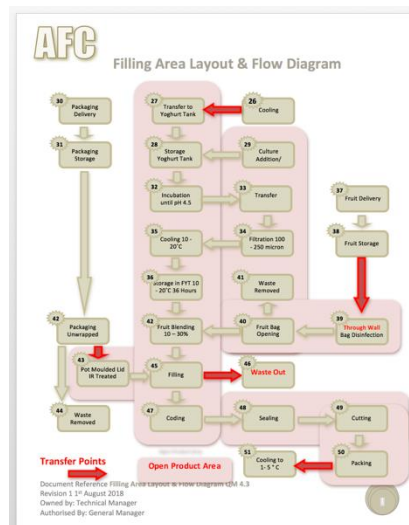 AFC
Filling Area Layout & Flow Diagram
30
Packaging
Delivery
27
Transfer to
Yoghurt Tank
26
Cooling
31
Packaging
Storage
28
Storage
Yoghurt Tank
29
Culture
Addition/
32
Incubation
until pH 4.5
33
Transfer
37
Fruit Delivery
35
Cooling 10 -
20˚C
34
Filtration 100
- 250 micron
38
Fruit Storage
36
Storage in FYT 10
- 20˚C 36 Hours
41
Waste
Removed
42
Packaging
Unwrapped
42
Fruit Blending
10 – 30%
40
Fruit Bag
Opening
39
Through Wall
Bag Disinfection
43
Pot Moulded Lid
IR Treated
45
Filling
46
Waste Out
44
Waste
Removed
47
Coding
48
Sealing
49
Cutting
Transfer
Points
Open Product Area
51
Cooling to
1- 5 ° C
50
Packing
Document Reference Filling Area Layout & Flow Diagram QM 4.3
Revision 1 1st August 2018
Owned by: Technical Manager
Authorised By: General Manager